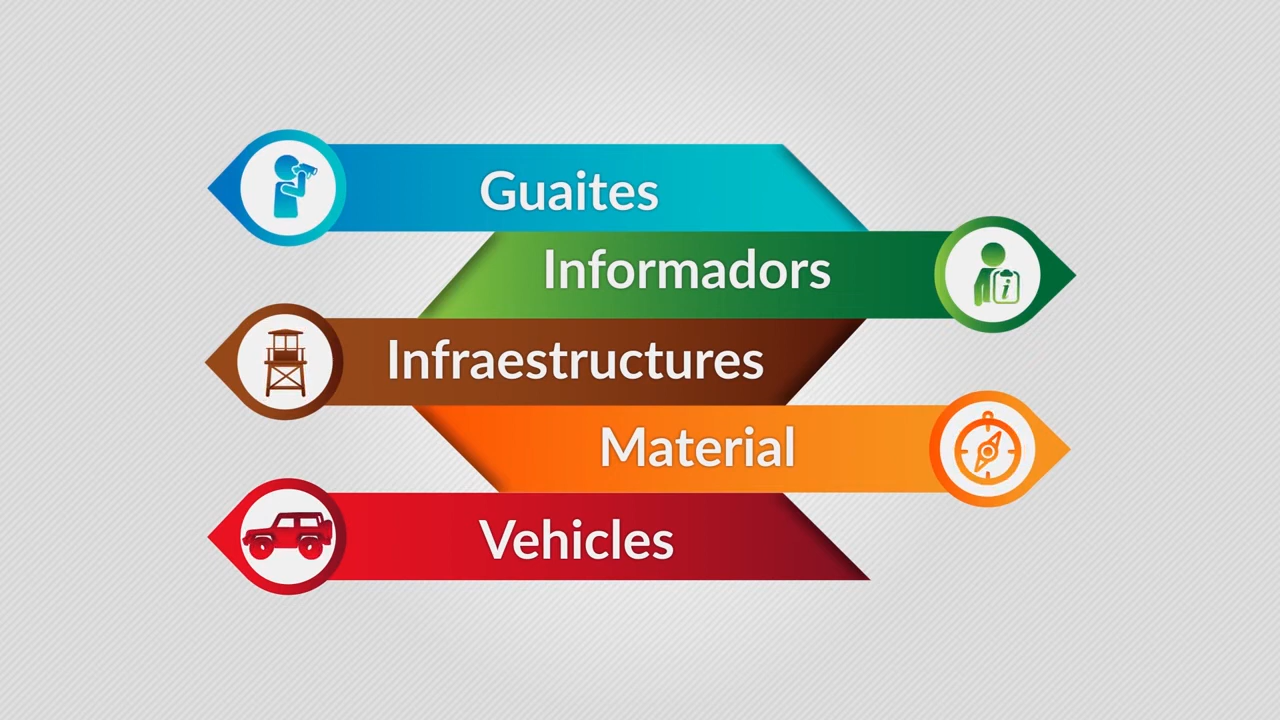 Guaites
Informadors
Infraestructures
Material
Vehicles